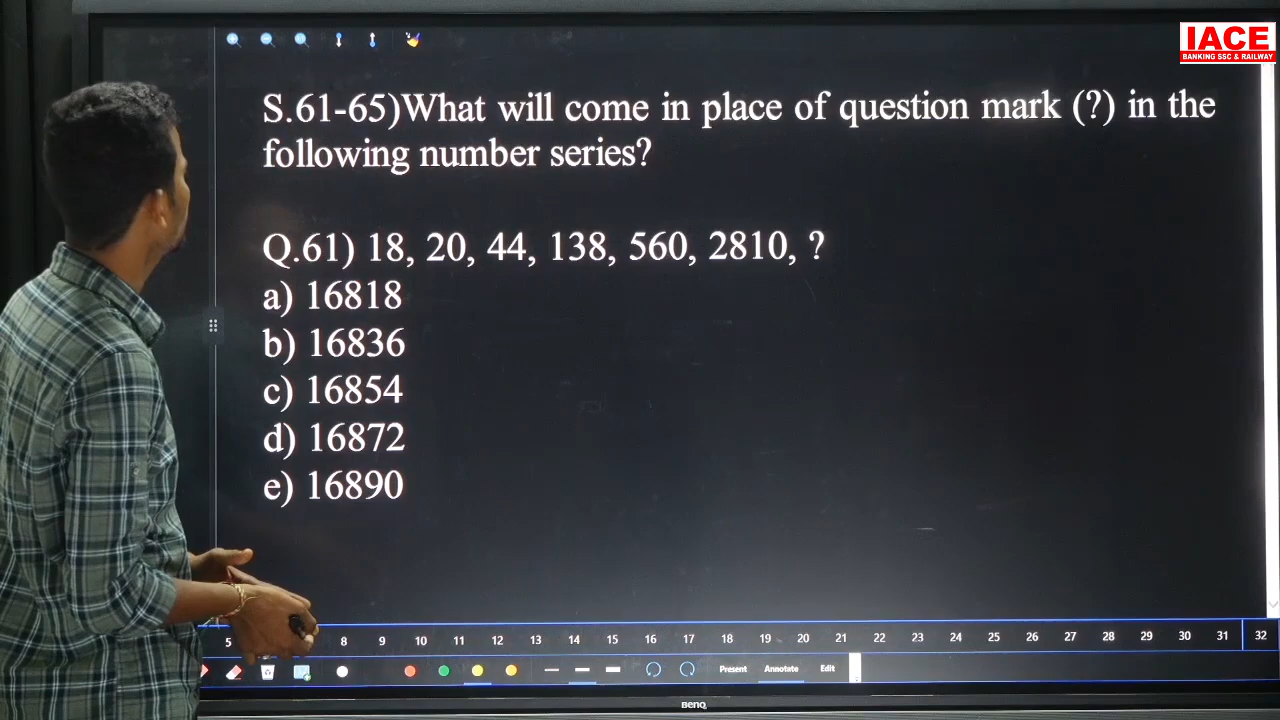 IACE
BANKING SSC & RAILWAY
S.61-65)What will come in place of question mark (?) in the
following number series?
Q.61) 18, 20, 44, 138, 560, 2810, ?
a) 16818
b) 16836
c) 16854
d) 16872
e) 16890
5 8 9 10 11 12 13 14 15 16 17 18 19 20 21 22 23 24 25 26 27 28 29 30 31 32
Present Annotate Edit
BenQ